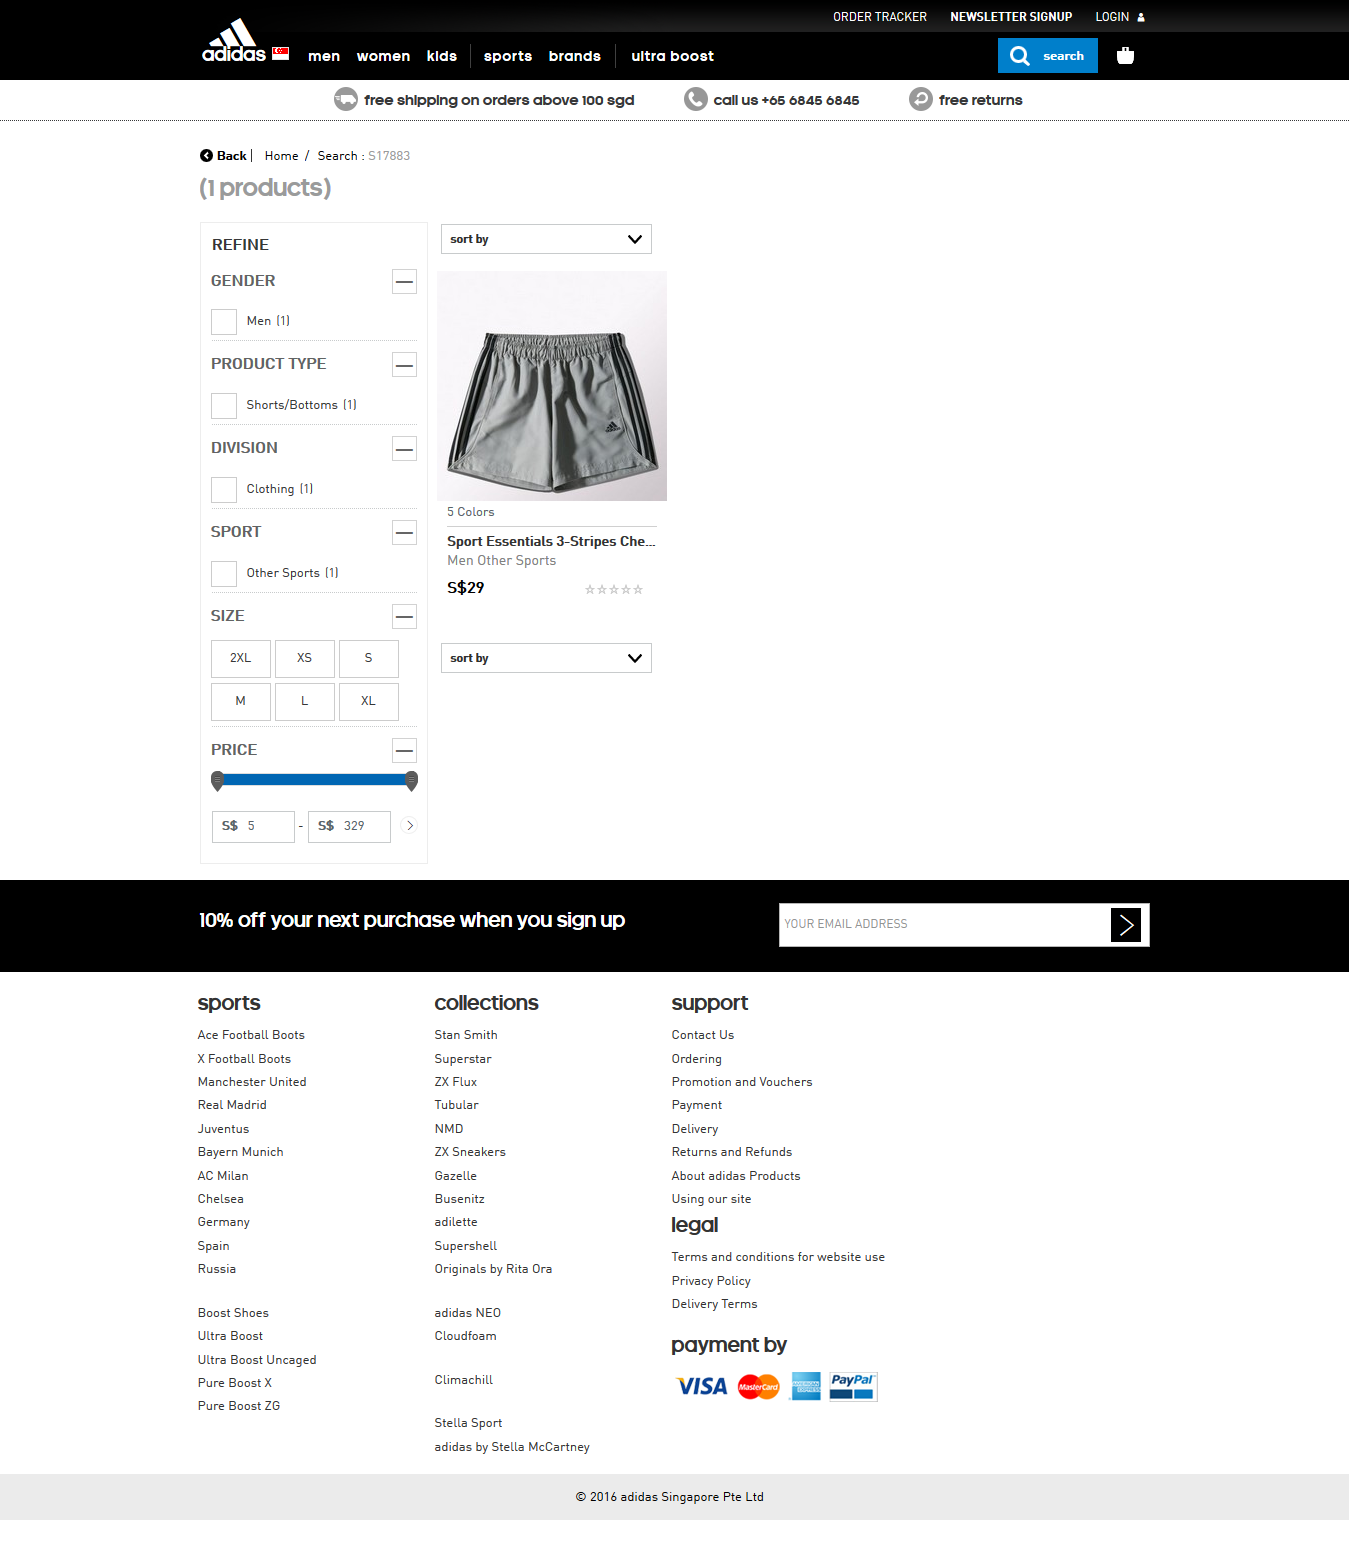 ORDER TRACKER NEWSLETTER SIGNUP LOGIN
adidas men women kids sports brands ultra boost search
free shipping on orders above 100 sgd call us +65 6845 6845 free returns
Back | Home / Search : S17883
(1 products)
REFINE
sort by
GENDER
Men (1)
PRODUCT TYPE
Shorts/Bottoms (1)
DIVISION
Clothing (1)
SPORT
Other Sports (1)
SIZE
2XL XS S
M L XL
PRICE
S$ 5 - S$ 329
5 Colors
Sport Essentials 3-Stripes Che...
Men Other Sports
S$29
sort by
10% off your next purchase when you sign up
YOUR EMAIL ADDRESS
sports
Ace Football Boots
X Football Boots
Manchester United
Real Madrid
Juventus
Bayern Munich
AC Milan
Chelsea
Germany
Spain
Russia
Boost Shoes
Ultra Boost
Ultra Boost Uncaged
Pure Boost X
Pure Boost ZG
collections
Stan Smith
Superstar
ZX Flux
Tubular
NMD
ZX Sneakers
Gazelle
Busenitz
adilette
Supershell
Originals by Rita Ora
adidas NEO
Cloudfoam
Climachill
Stella Sport
adidas by Stella McCartney
support
Contact Us
Ordering
Promotion and Vouchers
Payment
Delivery
Returns and Refunds
About adidas Products
Using our site
legal
Terms and conditions for website use
Privacy Policy
Delivery Terms
payment by
VISA MasterCard AMERICAN EXPRESS PayPal
© 2016 adidas Singapore Pte Ltd